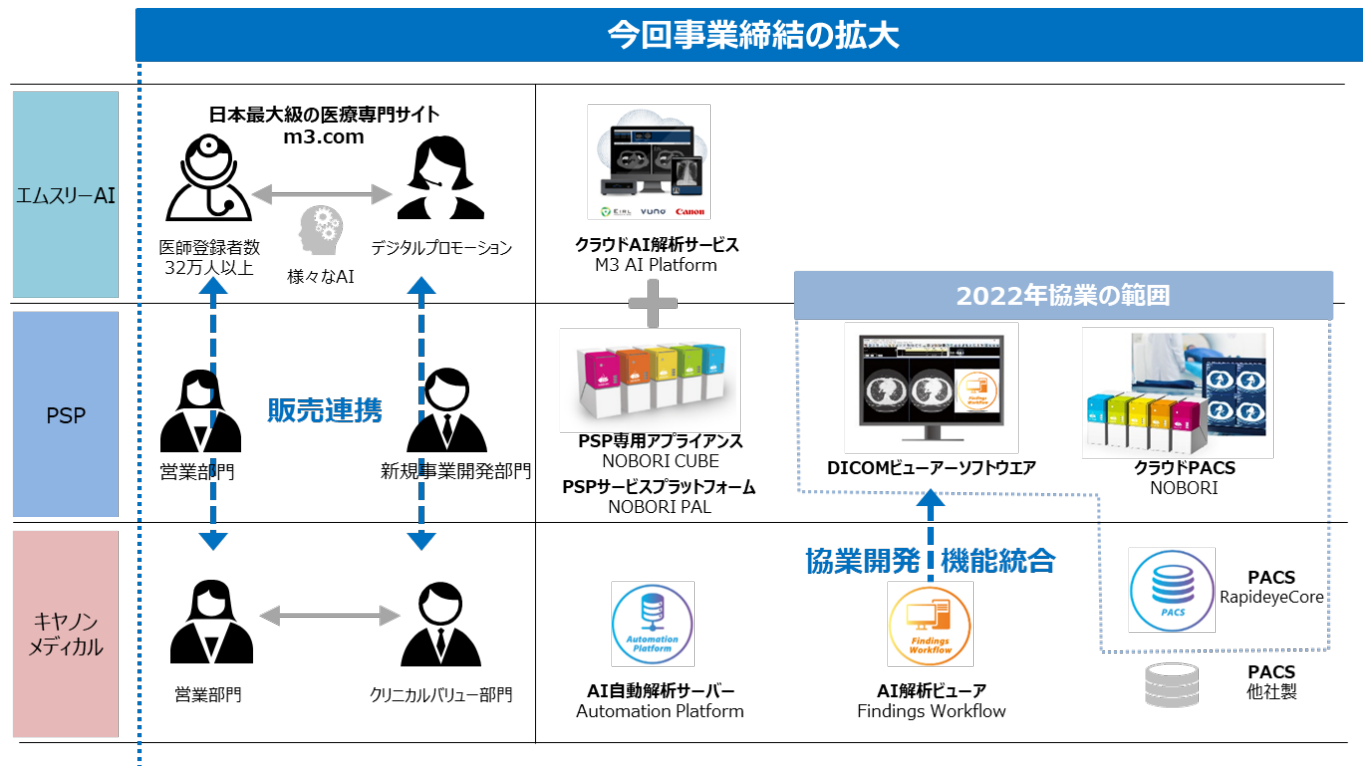 今回事業締結の拡大
エムスリーAI
日本最大級の医療専門サイト
m3.com
医師登録者数
32万人以上
様々なAI
デジタルプロモーション
EIRL VUNO Canon
クラウドAI解析サービス
M3 AI Platform
2022年協業の範囲
PSP
販売連携
営業部門
新規事業開発部門
PSP専用アプライアンス
NOBORI CUBE
PSPサービスプラットフォーム
NOBORI PAL
Findings
Workflow
DICOMビューアーソフトウエア
クラウドPACS
NOBORI
協業開発 機能統合
キヤノン
メディカル
営業部門
クリニカルバリュー部門
Automation
Platform
AI自動解析サーバー
Automation Platform
Findings
Workflow
AI解析ビューア
Findings Workflow
PACS
PACS
RapideyeCore
PACS
他社製